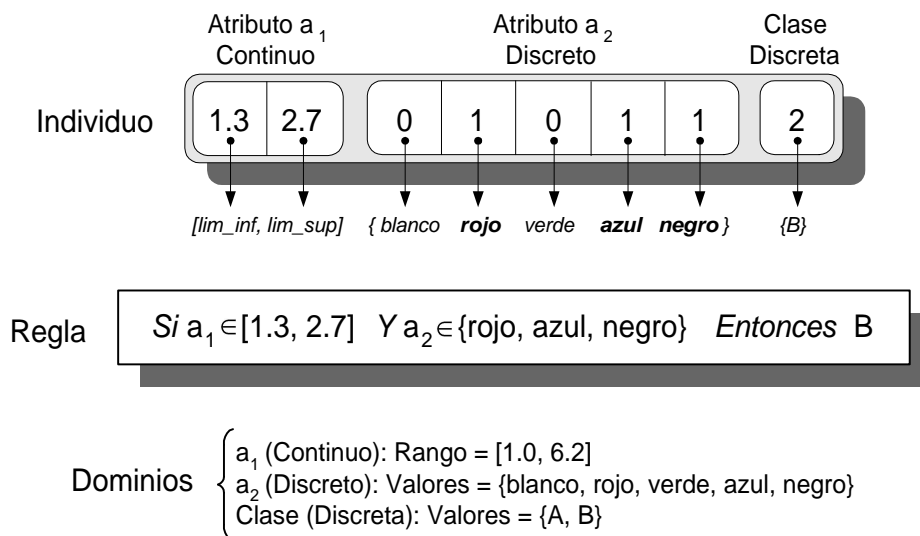 Atributo a₁ Atributo a₂ Clase
Continuo Discreto Discreta
Individuo 1.3 2.7 0 1 0 1 1 2
[lim_inf, lim_sup] { blanco rojo verde azul negro } {B}
Regla Si a₁∈[1.3, 2.7] Y a₂∈{rojo, azul, negro} Entonces B
a₁ (Continuo): Rango = [1.0, 6.2]
Dominios a₂ (Discreto): Valores = {blanco, rojo, verde, azul, negro}
Clase (Discreta): Valores = {A, B}